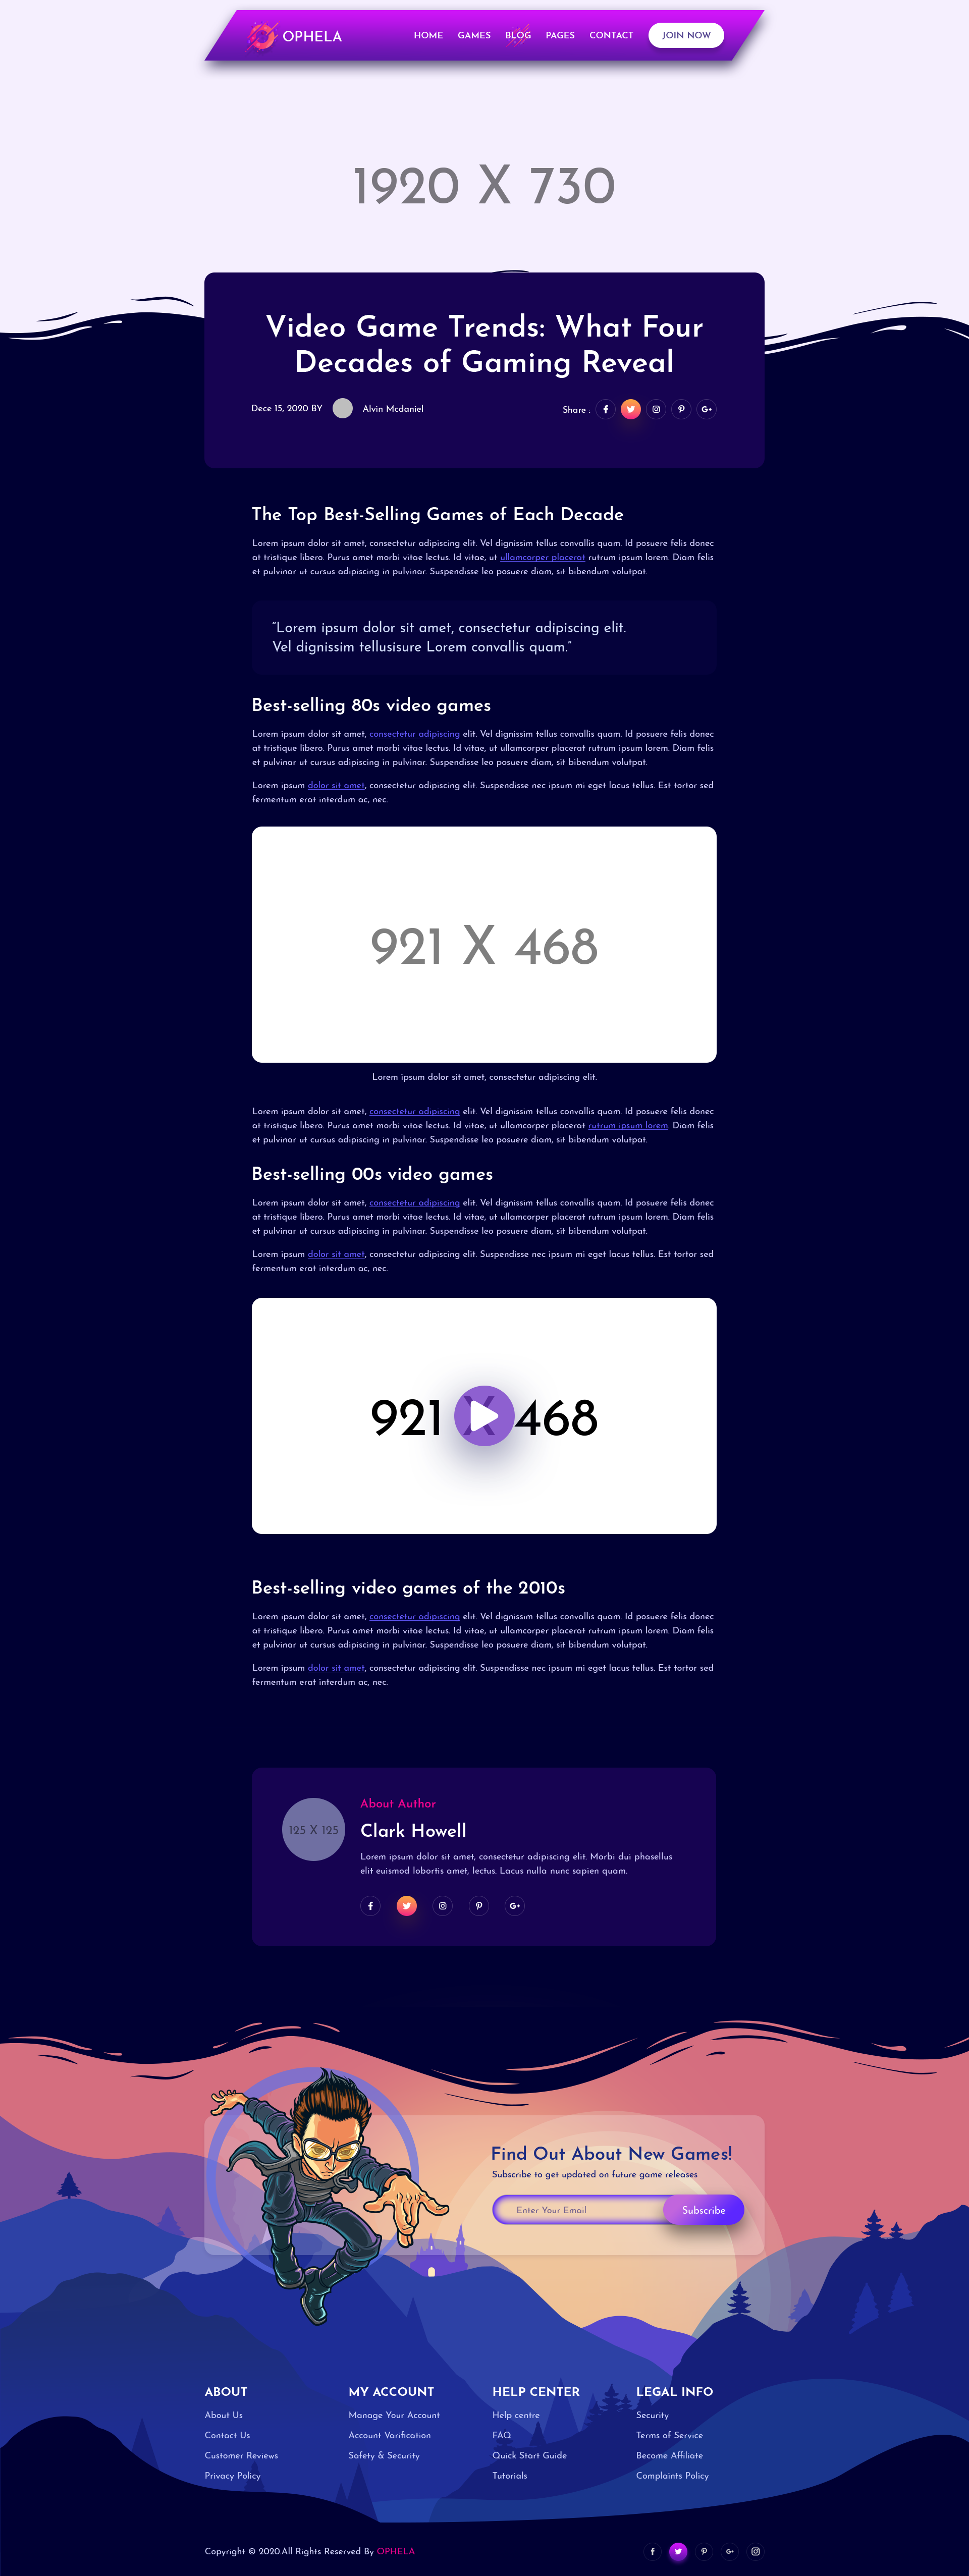 OPHELA
HOME GAMES BLOG PAGES CONTACT JOIN NOW
1920 X 730
Video Game Trends: What Four
Decades of Gaming Reveal
Dece 15, 2020 BY Alvin Mcdaniel
Share :
The Top Best-Selling Games of Each Decade
Lorem ipsum dolor sit amet, consectetur adipiscing elit. Vel dignissim tellus convallis quam. Id posuere felis donec
at tristique libero. Purus amet morbi vitae lectus. Id vitae, ut ullamcorper placerat rutrum ipsum lorem. Diam felis
et pulvinar ut cursus adipiscing in pulvinar. Suspendisse leo posuere diam, sit bibendum volutpat.
“Lorem ipsum dolor sit amet, consectetur adipiscing elit.
Vel dignissim tellusisure Lorem convallis quam.”
Best-selling 80s video games
Lorem ipsum dolor sit amet, consectetur adipiscing elit. Vel dignissim tellus convallis quam. Id posuere felis donec
at tristique libero. Purus amet morbi vitae lectus. Id vitae, ut ullamcorper placerat rutrum ipsum lorem. Diam felis
et pulvinar ut cursus adipiscing in pulvinar. Suspendisse leo posuere diam, sit bibendum volutpat.
Lorem ipsum dolor sit amet, consectetur adipiscing elit. Suspendisse nec ipsum mi eget lacus tellus. Est tortor sed
fermentum erat interdum ac, nec.
921 X 468
Lorem ipsum dolor sit amet, consectetur adipiscing elit.
Lorem ipsum dolor sit amet, consectetur adipiscing elit. Vel dignissim tellus convallis quam. Id posuere felis donec
at tristique libero. Purus amet morbi vitae lectus. Id vitae, ut ullamcorper placerat rutrum ipsum lorem. Diam felis
et pulvinar ut cursus adipiscing in pulvinar. Suspendisse leo posuere diam, sit bibendum volutpat.
Best-selling 00s video games
Lorem ipsum dolor sit amet, consectetur adipiscing elit. Vel dignissim tellus convallis quam. Id posuere felis donec
at tristique libero. Purus amet morbi vitae lectus. Id vitae, ut ullamcorper placerat rutrum ipsum lorem. Diam felis
et pulvinar ut cursus adipiscing in pulvinar. Suspendisse leo posuere diam, sit bibendum volutpat.
Lorem ipsum dolor sit amet, consectetur adipiscing elit. Suspendisse nec ipsum mi eget lacus tellus. Est tortor sed
fermentum erat interdum ac, nec.
921 X 468
Best-selling video games of the 2010s
Lorem ipsum dolor sit amet, consectetur adipiscing elit. Vel dignissim tellus convallis quam. Id posuere felis donec
at tristique libero. Purus amet morbi vitae lectus. Id vitae, ut ullamcorper placerat rutrum ipsum lorem. Diam felis
et pulvinar ut cursus adipiscing in pulvinar. Suspendisse leo posuere diam, sit bibendum volutpat.
Lorem ipsum dolor sit amet, consectetur adipiscing elit. Suspendisse nec ipsum mi eget lacus tellus. Est tortor sed
fermentum erat interdum ac, nec.
125 X 125
About Author
Clark Howell
Lorem ipsum dolor sit amet, consectetur adipiscing elit. Morbi dui phasellus
elit euismod lobortis amet, lectus. Lacus nulla nunc sapien quam.
Find Out About New Games!
Subscribe to get updated on future game releases
Enter Your Email Subscribe
ABOUT
About Us
Contact Us
Customer Reviews
Privacy Policy
MY ACCOUNT
Manage Your Account
Account Varification
Safety & Security
HELP CENTER
Help centre
FAQ
Quick Start Guide
Tutorials
LEGAL INFO
Security
Terms of Service
Become Affiliate
Complaints Policy
Copyright © 2020.All Rights Reserved By OPHELA